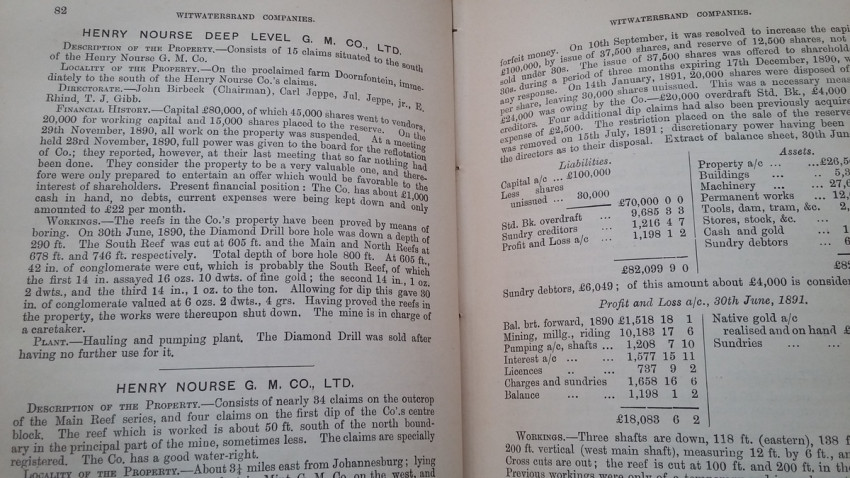 82
WITWATERSRAND COMPANIES.
HENRY NOURSE DEEP LEVEL G. M. CO., LTD.
DESCRIPTION OF THE PROPERTY.—Consists of 15 claims situated to the south
of the Henry Nourse G. M. Co.
LOCALITY OF THE PROPERTY.—On the proclaimed farm Doornfontein, imme-
diately to the south of the Henry Nourse Co.'s claims.
DIRECTORATE.—John Birbeck (Chairman), Carl Jeppe, Jul. Jeppe, jr., E.
Rhind, T. J. Gibb.
FINANCIAL HISTORY.—Capital £80,000, of which 45,000 shares went to vendors,
20,000 for working capital and 15,000 shares placed to the reserve. On the
29th November, 1890, all work on the property was suspended. At a meeting
held 23rd November, 1890, full power was given to the board for the reflotation
of Co.; they reported, however, at their last meeting that so far nothing had
been done. They consider the property to be a very valuable one, and there-
fore were only prepared to entertain an offer which would be favorable to the
interest of shareholders. Present financial position: The Co. has about £1,000
cash in hand, no debts, current expenses were being kept down and only
amounted to £22 per month.
WORKINGS.—The reefs in the Co.'s property have been proved by means of
boring. On 30th June, 1890, the Diamond Drill bore hole was down a depth of
290 ft. The South Reef was cut at 605 ft. and the Main and North Reefs at
678 ft. and 746 ft. respectively. Total depth of bore hole 800 ft. At 605 ft.,
42 in. of conglomerate were cut, which is probably the South Reef, of which
the first 14 in. assayed 16 ozs. 10 dwts. of fine gold; the second 14 in., 1 oz.
2 dwts., and the third 14 in., 1 oz. to the ton. Allowing for dip this gave 30
in. of conglomerate valued at 6 ozs. 2 dwts., 4 grs. Having proved the reefs in
the property, the works were thereupon shut down. The mine is in charge of
a caretaker.
PLANT.—Hauling and pumping plant. The Diamond Drill was sold after
having no further use for it.
HENRY NOURSE G. M. CO., LTD.
DESCRIPTION OF THE PROPERTY.—Consists of nearly 34 claims on the outcrop
of the Main Reef series, and four claims on the first dip of the Co'.s centre
block. The reef which is worked is about 50 ft. south of the north bound-
ary in the principal part of the mine, sometimes less. The claims are specially
registered. The Co. has a good water-right.
LOCALITY OF THE PROPERTY.—About 3¼ miles east from Johannesburg; lying
G. M. Co. on the west, and
WITWATERSRAND COMPANIES.
forfeit money. On 10th September, it was resolved to increase the capi
£100,000, by issue of 37,500 shares, and reserve of 12,500 shares, not
sold under 30s. The issue of 37,500 was offered to sharehold
30s. during a period of three months expiring 17th December, 1890, w
any response. On 14th January, 1891, 20,000 shares were disposed of
per share, leaving 30,000 shares unissued. This was a necessary mea
£24,000 was owing by the Co.—£20,000 overdraft Std. Bk., £4,000
creditors. Four additional dip claims had also been previously acquire
expense of £2,500. The restriction placed on the sale of the reserve
was removed on 15th July, 1891; discretionary power having been
the directors as to their disposal. Extract of balance sheet, 30th Jun
Liabilities.
Capital a/c ... £100,000
Less shares
unissued ... 30,000
£70,000 0 0
Std. Bk. overdraft ... 9,685 3 3
Sundry creditors ... 1,216 4 7
Profit and Loss a/c ... 1,198 1 2
£82,099 9 0
Assets.
Property a/c ... ... £26,5
Buildings ... .. 5,3
Machinery ... ... 27,6
Permanent works ... 12,
Tools, dam, tram, &c. 2,
Stores, stock, &c. ...
Cash and gold ... 1
Sundry debtors ... 6
£82
Sundry debtors, £6,049; of this amount about £4,000 is consider
Profit and Loss a/c., 30th June, 1891.
Bal. brt. forward, 1890 £1,518 18 1
Mining, millg., riding 10,183 17 6
Pumping a/c, shafts ... 1,208 7 10
Interest a/c ... ... 1,577 15 11
Licences .. ... 737 9 2
Charges and sundries 1,658 16 6
Balance ... ... 1,198 1 2
£18,083 6 2
Native gold a/c
realised and on hand £
Sundries ... ...
WORKINGS.—Three shafts are down, 118 ft. (eastern), 138 f
200 ft. vertical (west main shaft), measuring 12 ft. by 6 ft., a
Cross cuts are out; the reef is cut at 100 ft. and 200 ft. in the
Previous workings were only of a